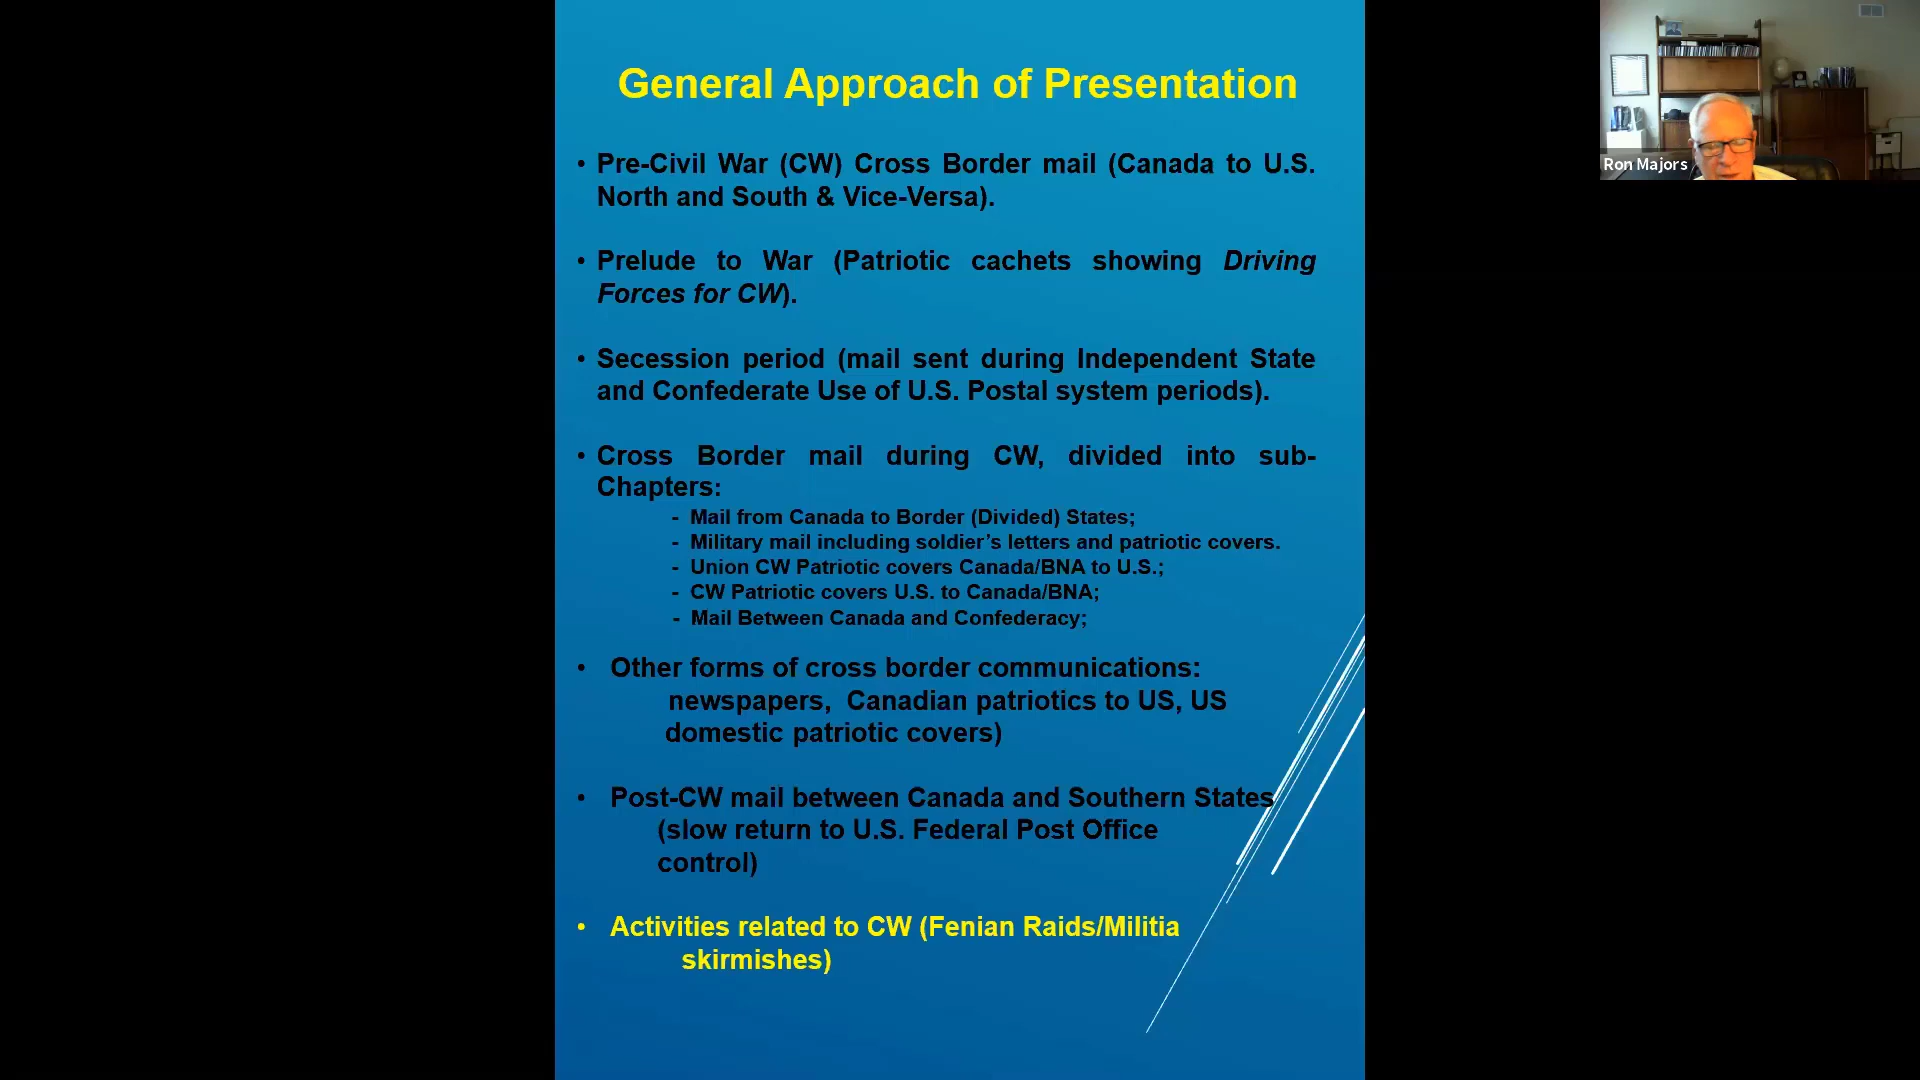 General Approach of Presentation
• Pre-Civil War (CW) Cross Border mail (Canada to U.S.
North and South & Vice-Versa).
• Prelude to War (Patriotic cachets showing Driving
Forces for CW).
• Secession period (mail sent during Independent State
and Confederate Use of U.S. Postal system periods).
• Cross Border mail during CW, divided into sub-
Chapters:
- Mail from Canada to Border (Divided) States;
- Military mail including soldier’s letters and patriotic covers.
- Union CW Patriotic covers Canada/BNA to U.S.;
- CW Patriotic covers U.S. to Canada/BNA;
- Mail Between Canada and Confederacy;
• Other forms of cross border communications:
newspapers, Canadian patriotics to US, US
domestic patriotic covers)
• Post-CW mail between Canada and Southern States
(slow return to U.S. Federal Post Office
control)
• Activities related to CW (Fenian Raids/Militia
skirmishes)
Ron Majors